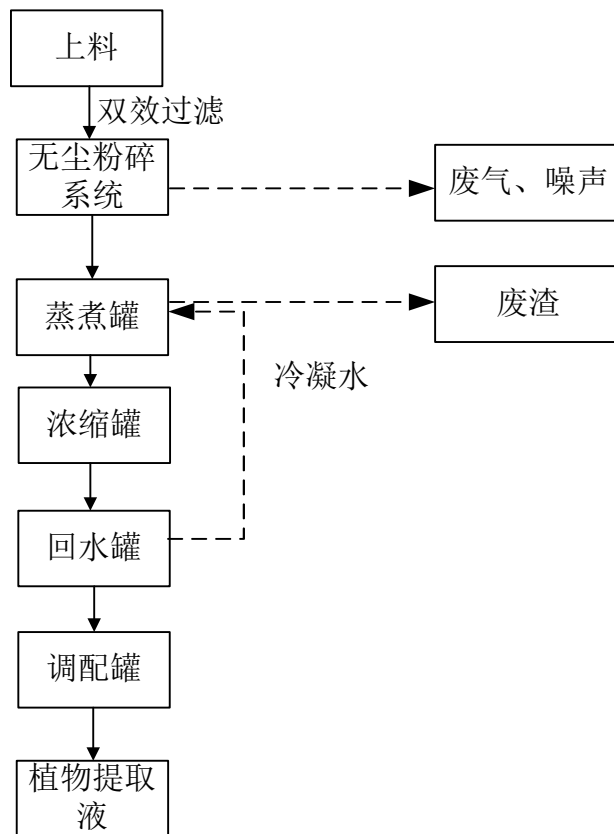 上料
双效过滤
无尘粉碎
系统
废气、噪声
蒸煮罐
废渣
冷凝水
浓缩罐
回水罐
调配罐
植物提取
液